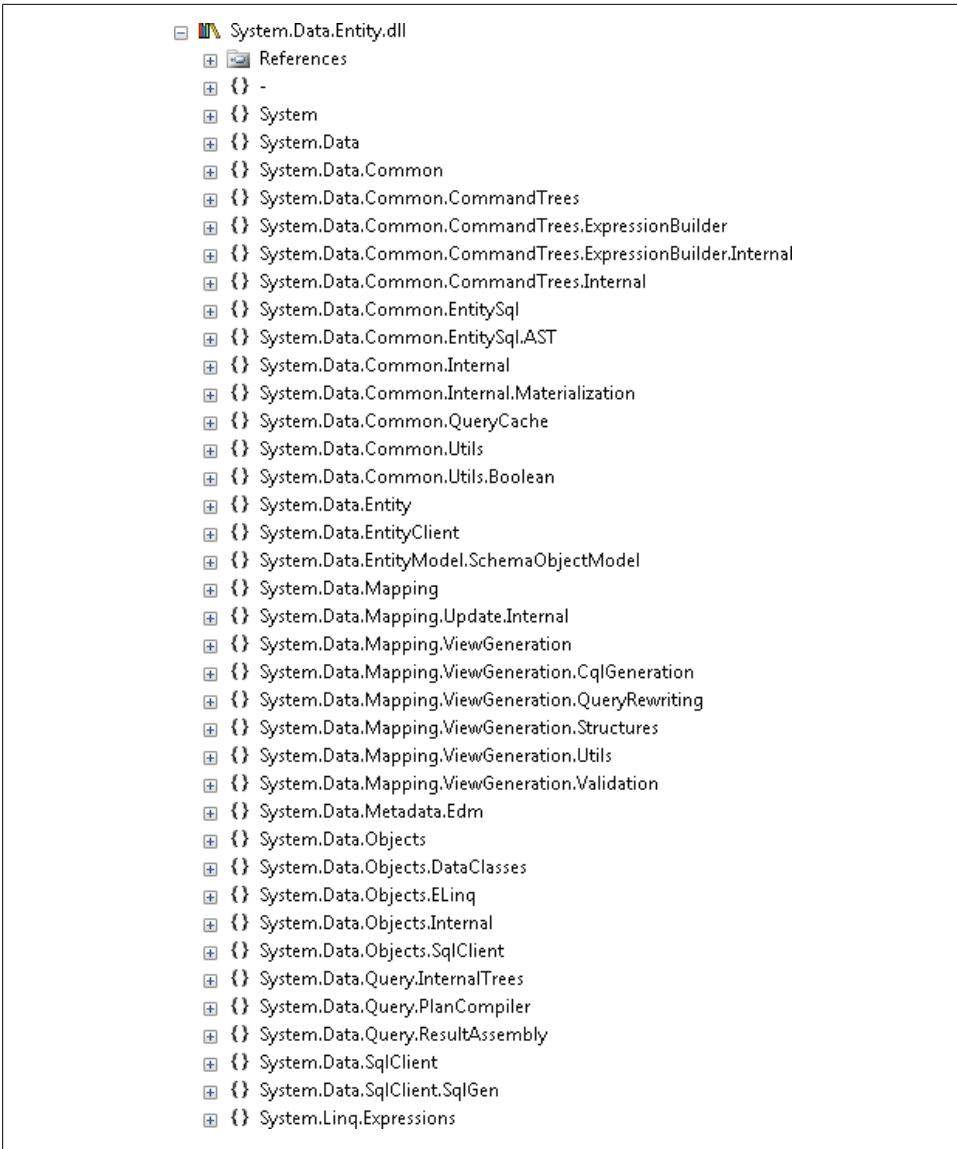 System.Data.Entity.dll
References
{} -
{} System
{} System.Data
{} System.Data.Common
{} System.Data.Common.CommandTrees
{} System.Data.Common.CommandTrees.ExpressionBuilder
{} System.Data.Common.CommandTrees.ExpressionBuilder.Internal
{} System.Data.Common.CommandTrees.Internal
{} System.Data.Common.EntitySql
{} System.Data.Common.EntitySql.AST
{} System.Data.Common.Internal
{} System.Data.Common.Internal.Materialization
{} System.Data.Common.QueryCache
{} System.Data.Common.Utils
{} System.Data.Common.Utils.Boolean
{} System.Data.Entity
{} System.Data.EntityClient
{} System.Data.EntityModel.SchemaObjectModel
{} System.Data.Mapping
{} System.Data.Mapping.Update.Internal
{} System.Data.Mapping.ViewGeneration
{} System.Data.Mapping.ViewGeneration.CqlGeneration
{} System.Data.Mapping.ViewGeneration.QueryRewriting
{} System.Data.Mapping.ViewGeneration.Structures
{} System.Data.Mapping.ViewGeneration.Utils
{} System.Data.Mapping.ViewGeneration.Validation
{} System.Data.Metadata.Edm
{} System.Data.Objects
{} System.Data.Objects.DataClasses
{} System.Data.Objects.ELinq
{} System.Data.Objects.Internal
{} System.Data.Objects.SqlClient
{} System.Data.Query.InternalTrees
{} System.Data.Query.PlanCompiler
{} System.Data.Query.ResultAssembly
{} System.Data.SqlClient
{} System.Data.SqlClient.SqlGen
{} System.Linq.Expressions